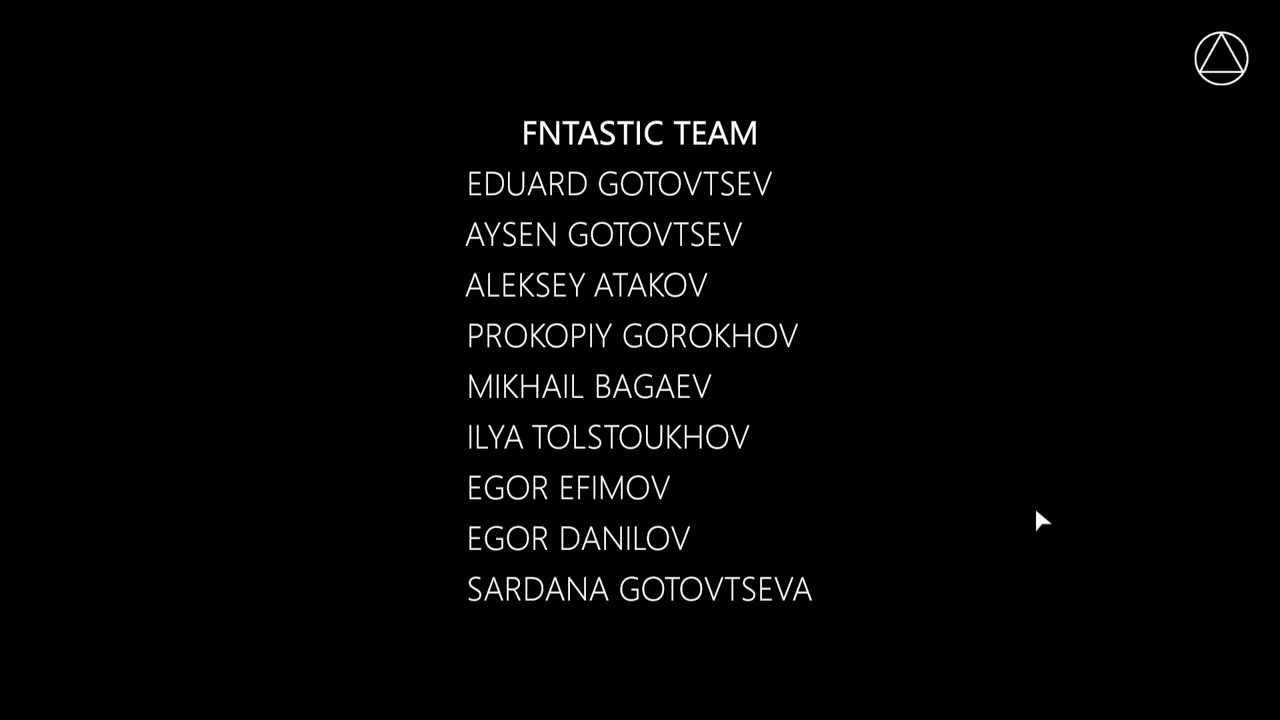 FNTASTIC TEAM
EDUARD GOTOVTSEV
AYSEN GOTOVTSEV
ALEKSEY ATAKOV
PROKOPIY GOROKHOV
MIKHAIL BAGAEV
ILYA TOLSTOUKHOV
EGOR EFIMOV
EGOR DANILOV
SARDANA GOTOVTSEVA